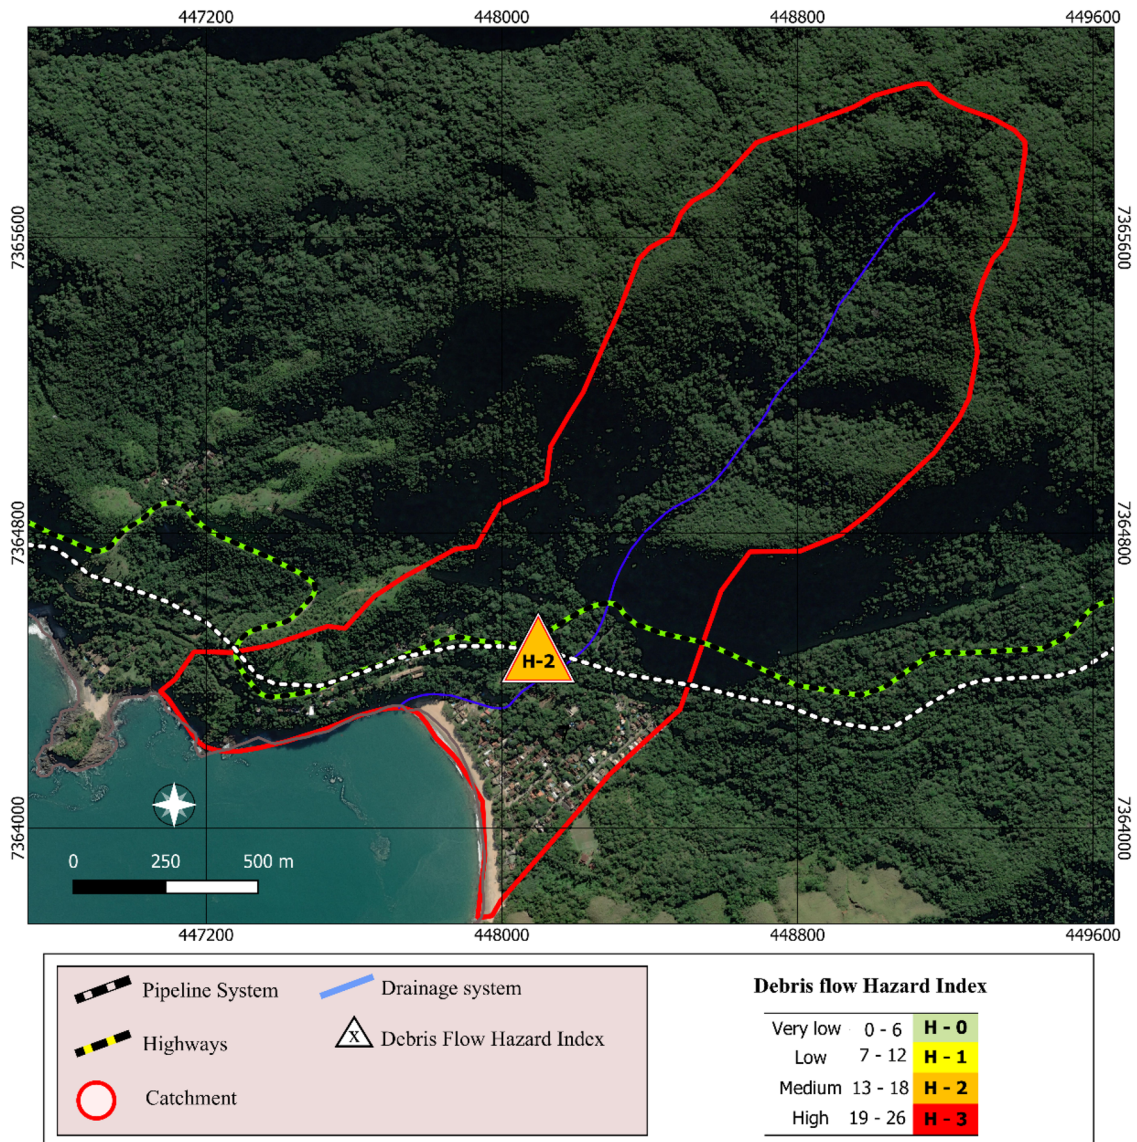 447200 448000 448800 449600
7365600 7365600
7364800 7364800
H-2
7364000 7364000
0 250 500 m
447200 448000 448800 449600
Pipeline System
Highways
Catchment
Drainage system
X Debris Flow Hazard Index
Debris flow Hazard Index
Very low 0 - 6 H - 0
Low 7 - 12 H - 1
Medium 13 - 18 H - 2
High 19 - 26 H - 3